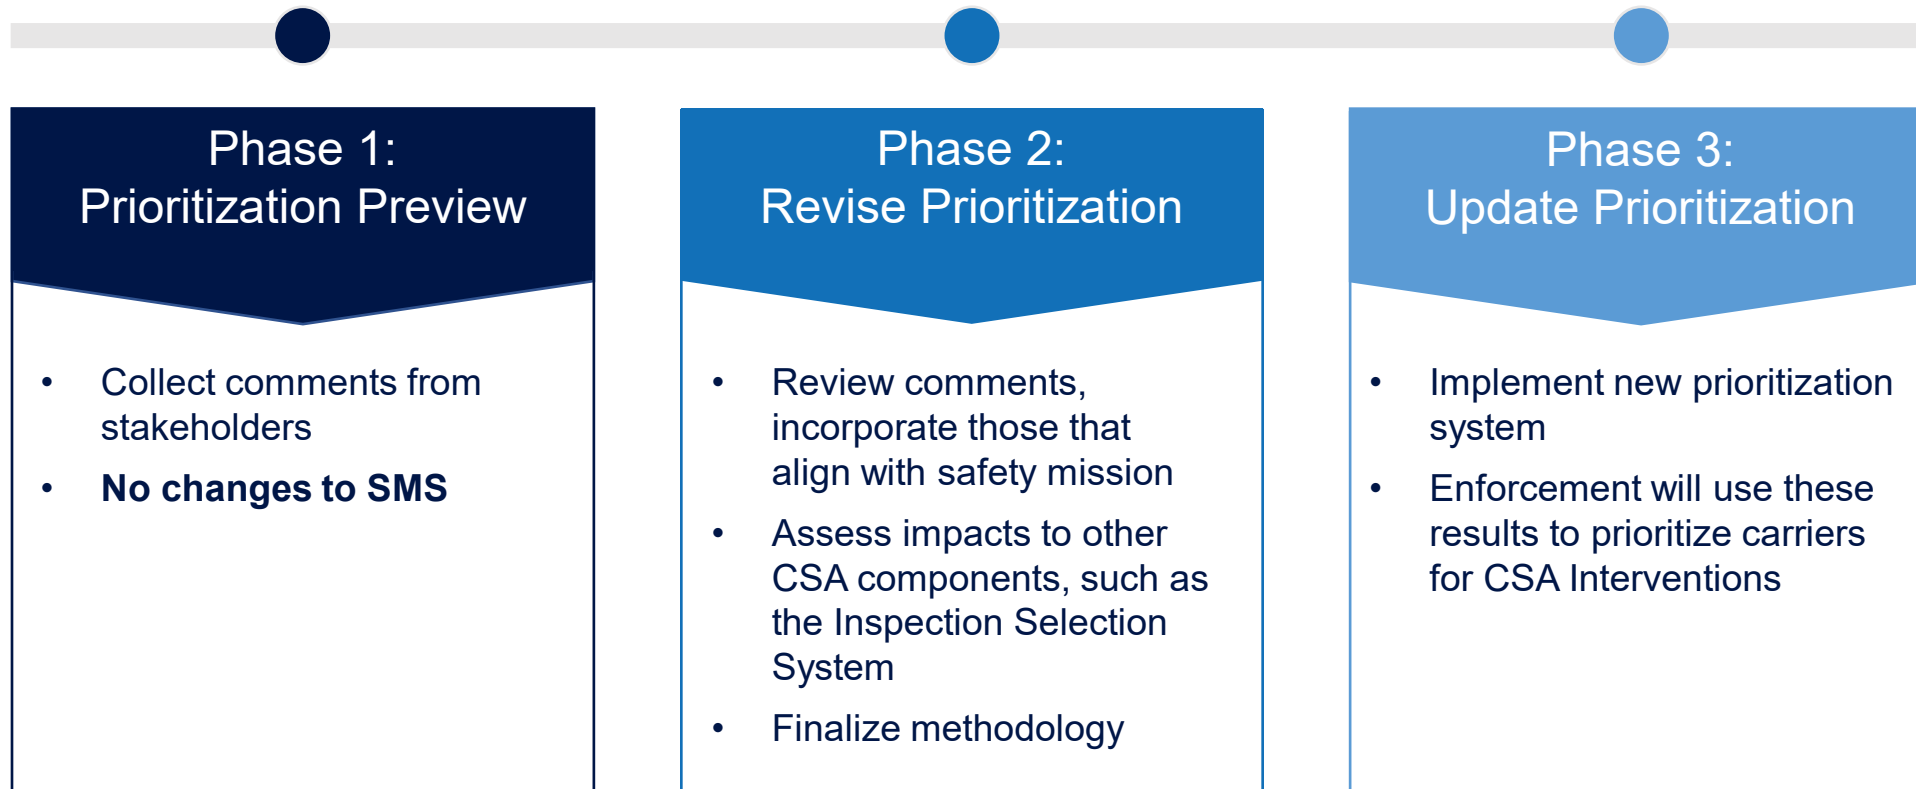 Phase 1:
Prioritization Preview
• Collect comments from
stakeholders
• No changes to SMS
Phase 2:
Revise Prioritization
• Review comments,
incorporate those that
align with safety mission
• Assess impacts to other
CSA components, such as
the Inspection Selection
System
• Finalize methodology
Phase 3:
Update Prioritization
• Implement new prioritization
system
• Enforcement will use these
results to prioritize carriers
for CSA Interventions